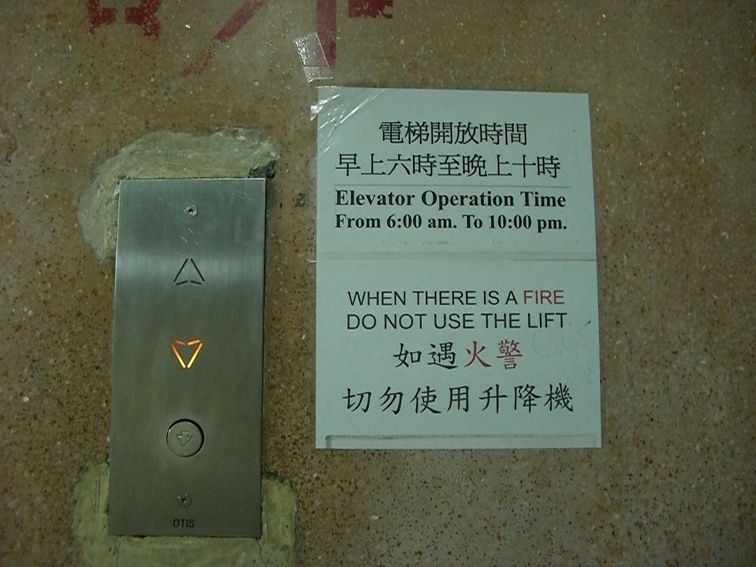 電梯開放時間
早上六時至晚上十時
Elevator Operation Time
From 6:00 am. To 10:00 pm.
WHEN THERE IS A FIRE
DO NOT USE THE LIFT
如遇火警
切勿使用升降機
OTIS